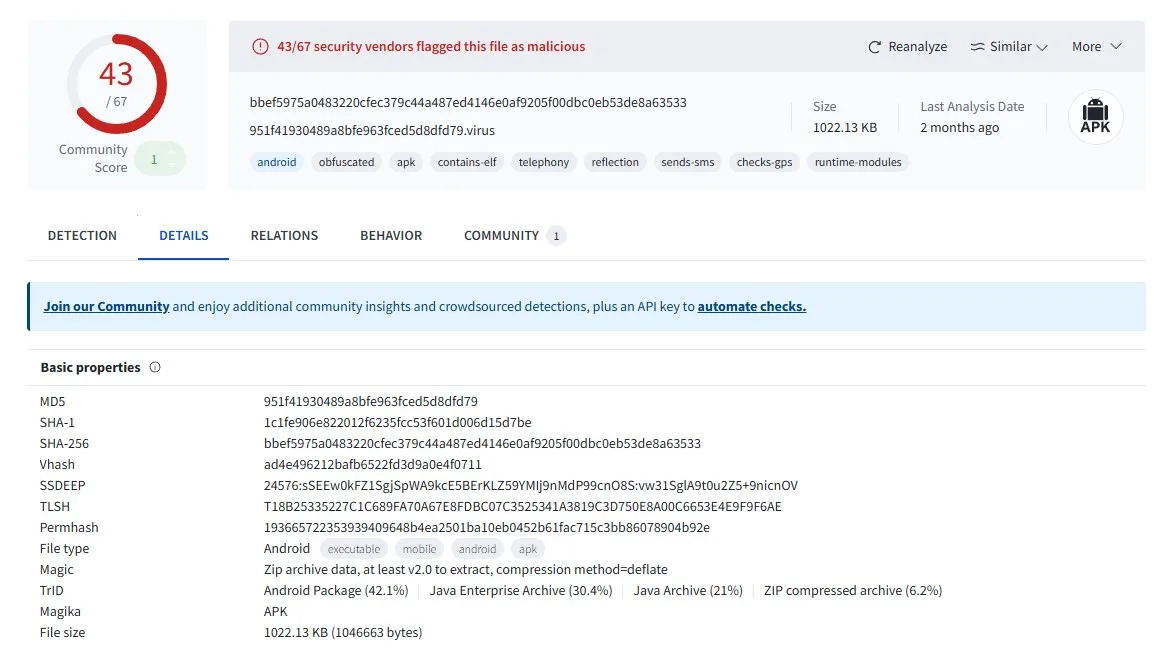 43
/ 67
Community
Score
1
43/67 security vendors flagged this file as malicious
Reanalyze
Similar
More
bbef5975a0483220cfec379c44a487ed4146e0af9205f00dbc0eb53de8a63533
951f41930489a8bfe963fced5d8dfd79.virus
Size
1022.13 KB
Last Analysis Date
2 months ago
APK
android obfuscated apk contains-elf telephony reflection sends-sms checks-gps runtime-modules
DETECTION DETAILS RELATIONS BEHAVIOR COMMUNITY 1
Join our Community and enjoy additional community insights and crowdsourced detections, plus an API key to automate checks.
Basic properties
MD5 951f41930489a8bfe963fced5d8dfd79
SHA-1 1c1fe906e822012f6235fcc53f601d006d15d7be
SHA-256 bbef5975a0483220cfec379c44a487ed4146e0af9205f00dbc0eb53de8a63533
Vhash ad4e496212bafb6522fd3d9a0e4f0711
SSDEEP 24576:sSEEw0kFZ1SgjSpWA9kcE5BErKLZ59YMIj9nMdP99cnO8S:vw31SglA9t0u2Z5+9nicnOV
TLSH T18B25335227C1C689FA70A67E8FDBC07C3525341A3819C3D750E8A00C6653E4E9F9F6AE
Permhash 193665722353939409648b4ea2501ba10eb0452b61fac715c3bb86078904b92e
File type Android executable mobile android apk
Magic Zip archive data, at least v2.0 to extract, compression method=deflate
TrID Android Package (42.1%) Java Enterprise Archive (30.4%) Java Archive (21%) ZIP compressed archive (6.2%)
Magika APK
File size 1022.13 KB (1046663 bytes)